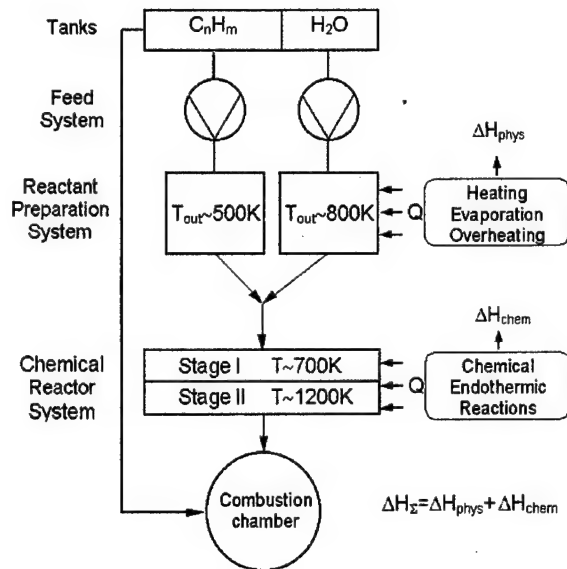 Tanks
CₙHₘ
H₂O
Feed
System
ΔHphys
Reactant
Preparation
System
Tout~500K
Tout~800K
Q
Heating
Evaporation
Overheating
ΔHchem
Chemical
Reactor
System
Stage I T~700K
Stage II T~1200K
Q
Chemical
Endothermic
Reactions
Combustion
chamber
ΔHΣ=ΔHphys+ΔHchem